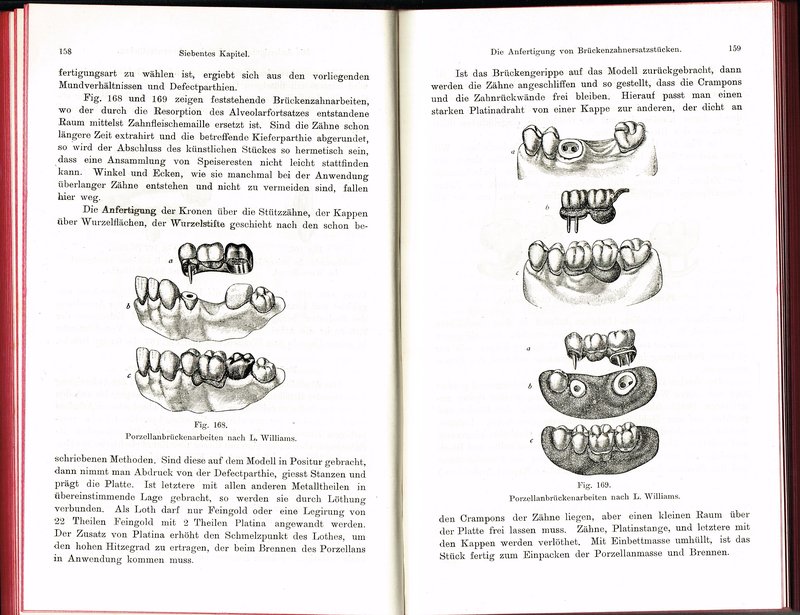 158
Siebentes Kapitel.
fertigungsart zu wählen ist, ergiebt sich aus den vorliegenden
Mundverhältnissen und Defectparthien.
Fig. 168 und 169 zeigen feststehende Brückenzahnarbeiten,
wo der durch die Resorption des Alveolarfortsatzes entstandene
Raum mittelst Zahnfleischemaille ersetzt ist. Sind die Zähne schon
längere Zeit extrahirt und die betreffende Kieferparthie abgerundet,
so wird der Abschluss des künstlichen Stückes so hermetisch sein,
dass eine Ansammlung von Speiseresten nicht leicht stattfinden
kann. Winkel und Ecken, wie sie manchmal bei der Anwendung
überlanger Zähne entstehen und nicht zu vermeiden sind, fallen
hier weg.
Die Anfertigung der Kronen über die Stützzähne, der Kappen
über Wurzelflächen, der Wurzelstifte geschieht nach den schon be-
a
b
c
Fig. 168.
Porzellanbrückenarbeiten nach L. Williams.
schriebenen Methoden. Sind diese auf dem Modell in Positur gebracht,
dann nimmt man Abdruck von der Defectparthie, giesst Stanzen und
prägt die Platte. Ist letztere mit allen anderen Metalltheilen in
übereinstimmende Lage gebracht, so werden sie durch Löthung
verbunden. Als Loth darf nur Feingold oder eine Legirung von
22 Theilen Feingold mit 2 Theilen Platina angewandt werden.
Der Zusatz von Platina erhöht den Schmelzpunkt des Lothes, um
den hohen Hitzegrad zu ertragen, der beim Brennen des Porzellans
in Anwendung kommen muss.
Die Anfertigung von Brückenzahnersatzstücken.
159
Ist das Brückengerippe auf das Modell zurückgebracht, dann
werden die Zähne angeschliffen und so gestellt, dass die Crampons
und die Zahnrückwände frei bleiben. Hierauf passt man einen
starken Platinadraht von einer Kappe zur anderen, der dicht an
a
b
c
a
b
c
Fig. 169.
Porzellanbrückenarbeiten nach L. Williams.
den Crampons der Zähne liegen, aber einen kleinen Raum über
der Platte frei lassen muss. Zähne, Platinstange, und letztere mit
den Kappen werden verlöthet. Mit Einbettmasse umhüllt, ist das
Stück fertig zum Einpacken der Porzellanmasse und Brennen.